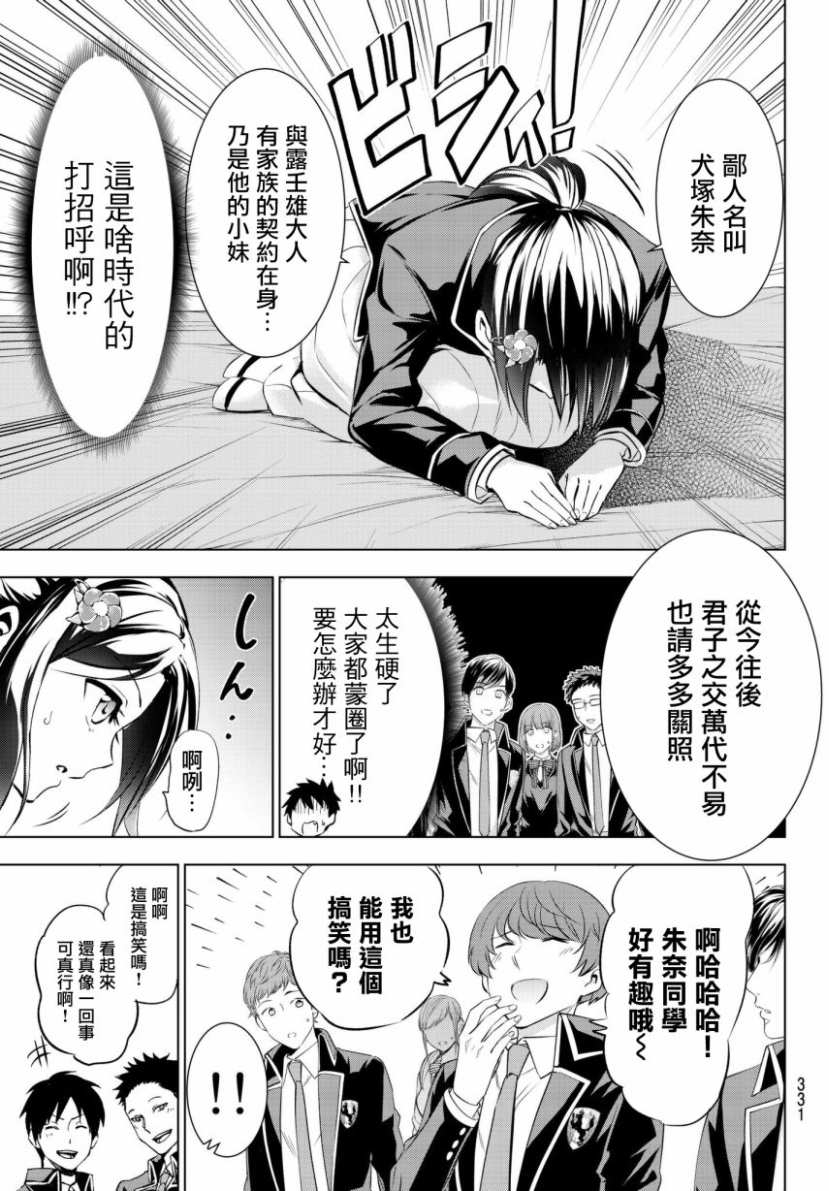 鄙人名叫
犬塚朱奈
ビシィ!
與露壬雄大人
有家族的契約在身…
乃是他的小妹
這是啥時代的
打招呼啊!!?
從今往後
君子之交萬代不易
也請多多關照
太生硬了
大家都蒙圈了啊!!
要怎麼辦才好…
しん…
啊咧…
啊哈哈哈哈!
朱奈同學
好有趣哦~
我也
能用這個
搞笑嗎?
!!
啊啊
這是搞笑嗎!
看起來
還真像一回事
可真行啊!
331